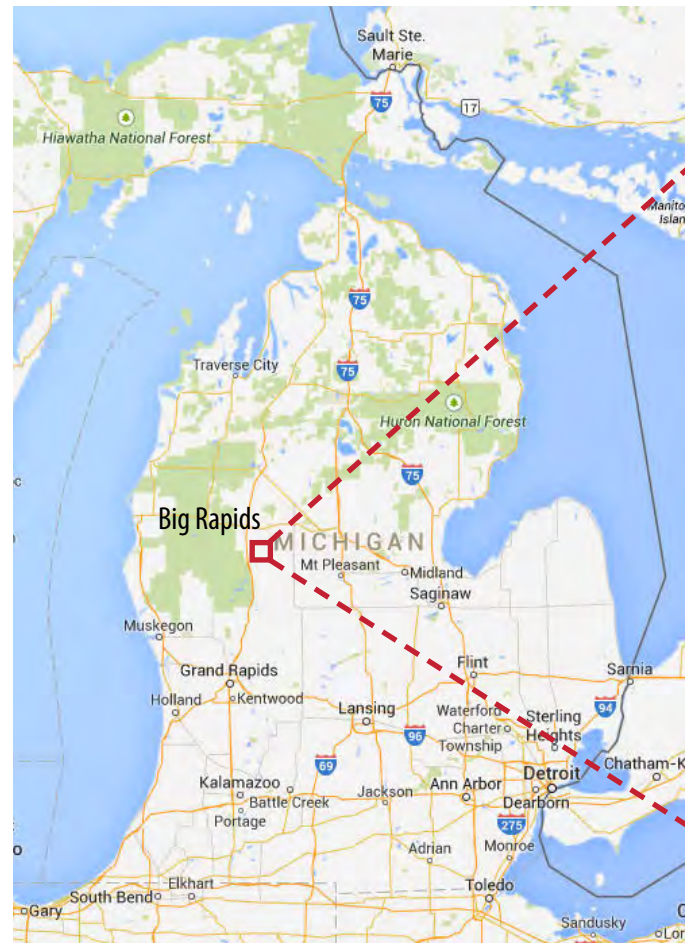 Sault Ste.
Marie
75
17
Hiawatha National Forest
Manito
Islan
75
Traverse City
75
Huron National Forest
75
c
Big Rapids
MICHIGAN
Mt Pleasant
Midland
Saginaw
Muskegon
Flint
Sarnia
Grand Rapids
Kentwood
Holland
Lansing
Waterford
Charter
Township
Sterling
Heights
94
96
69
Detroit
Chatham-K
Kalamazoo
Battle Creek
Jackson
Ann Arbor
Dearborn
Portage
275
Monroe
Adrian
o
Toledo
Elkhart
South Bend
Gary
Sandusky
C
Lor